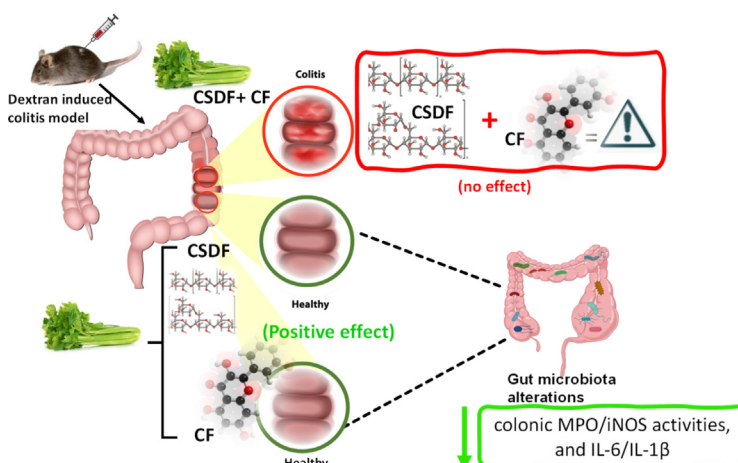 Dextran induced
colitis model
CSDF+ CF
Colitis
CSDF
+
CF
=
(no effect)
CSDF
Healthy
(Positive effect)
CF
Healthy
Gut microbiota
alterations
colonic MPO/iNOS activities,
and IL-6/IL-1β